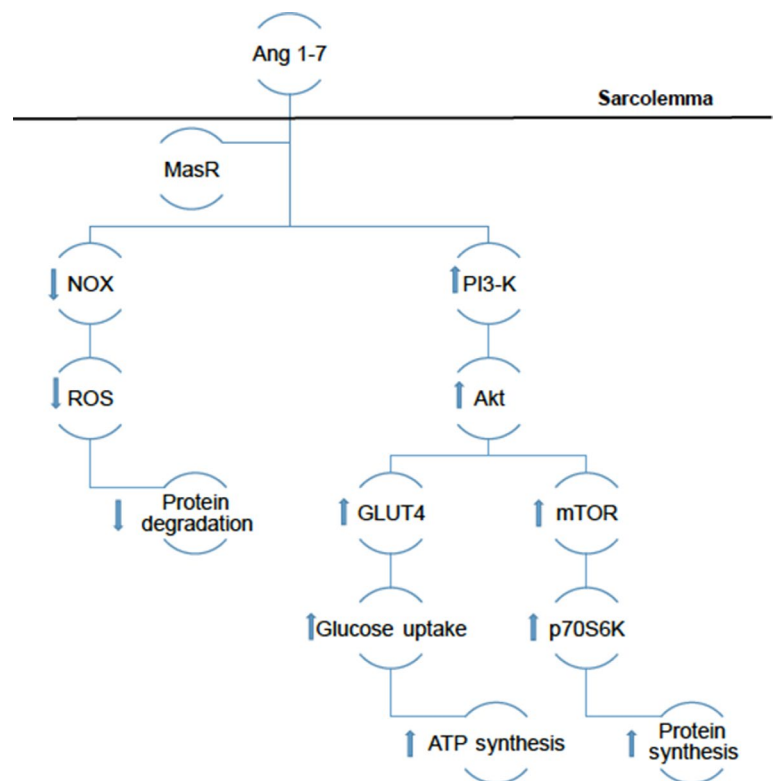 Ang 1-7
Sarcolemma
MasR
NOX
PI3-K
ROS
Akt
Protein
degradation
GLUT4
mTOR
Glucose uptake
p70S6K
ATP synthesis
Protein
synthesis